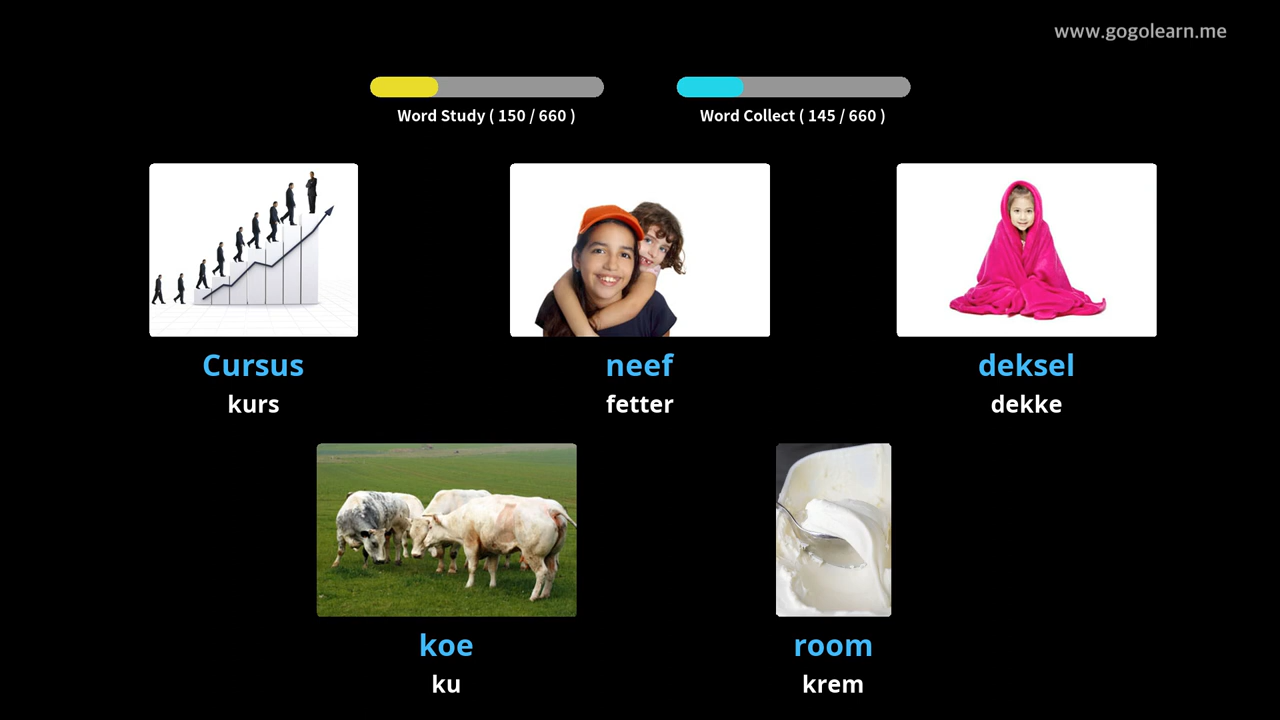 www.gogolearn.me
Word Study ( 150 / 660 )
Word Collect ( 145 / 660 )
Cursus
kurs
neef
fetter
deksel
dekke
koe
ku
room
krem